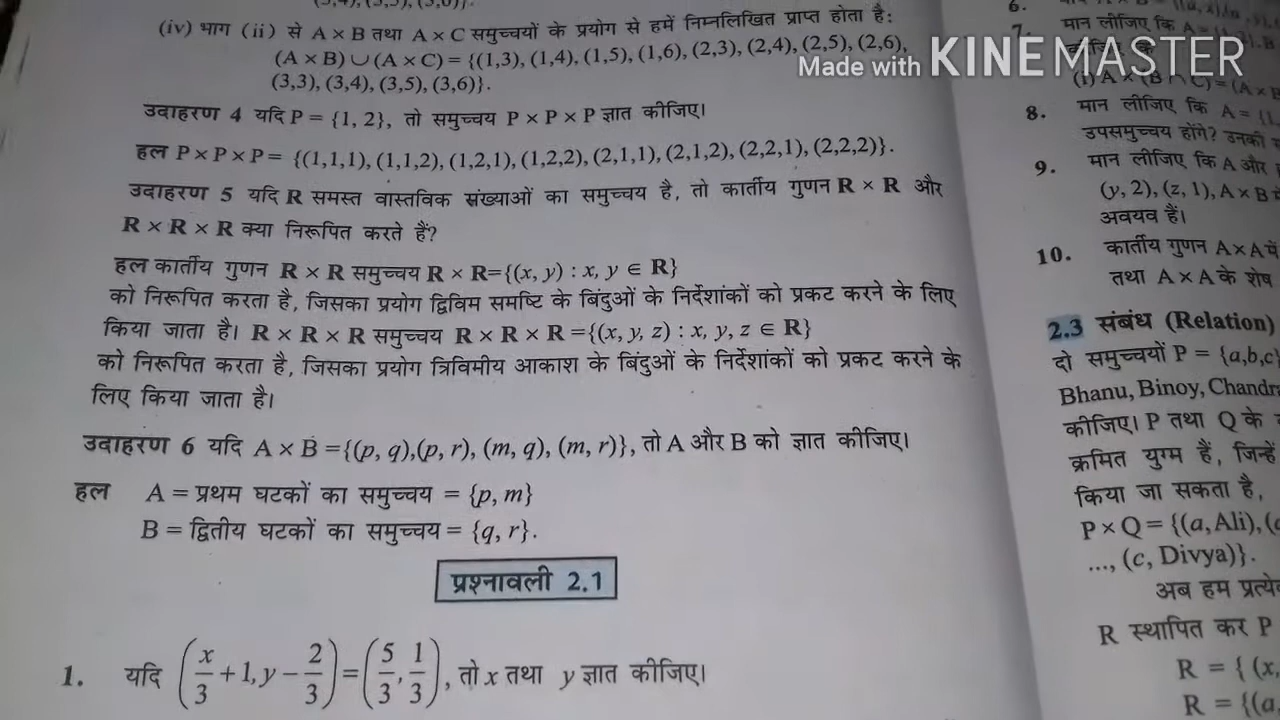 (iv) भाग (ii) से A × B तथा A × C समुच्चयों के प्रयोग से हमें निम्नलिखित प्राप्त होता है:
(A × B) ∪ (A × C) = {(1,3), (1,4), (1,5), (1,6), (2,3), (2,4), (2,5), (2,6),
(3,3), (3,4), (3,5), (3,6)}.
उदाहरण 4 यदि P = {1, 2}, तो समुच्चय P × P × P ज्ञात कीजिए।
हल P × P × P = {(1,1,1), (1,1,2), (1,2,1), (1,2,2), (2,1,1), (2,1,2), (2,2,1), (2,2,2)}.
उदाहरण 5 यदि R समस्त वास्तविक संख्याओं का समुच्चय है, तो कार्तीय गुणन R × R और
R × R × R क्या निरूपित करते हैं?
हल कार्तीय गुणन R × R समुच्चय R × R={(x, y) : x, y ∈ R}
को निरूपित करता है, जिसका प्रयोग द्विविम समष्टि के बिंदुओं के निर्देशांकों को प्रकट करने के लिए
किया जाता है। R × R × R समुच्चय R × R × R ={(x, y, z) : x, y, z ∈ R}
को निरूपित करता है, जिसका प्रयोग त्रिविमीय आकाश के बिंदुओं के निर्देशांकों को प्रकट करने के
लिए किया जाता है।
उदाहरण 6 यदि A × B ={(p, q),(p, r), (m, q), (m, r)}, तो A और B को ज्ञात कीजिए।
हल A = प्रथम घटकों का समुच्चय = {p, m}
B = द्वितीय घटकों का समुच्चय = {q, r}.
प्रश्नावली 2.1
1. यदि (x/3 + 1, y − 2/3) = (5/3, 1/3), तो x तथा y ज्ञात कीजिए।
Made with KINEMASTER
6.
7. मान लीजिए कि A =
8. मान लीजिए कि A =
उपसमुच्चय होंगे? उनकी
9. मान लीजिए कि A और
(y, 2), (z, 1), A × B
अवयव हैं।
10. कार्तीय गुणन A × A
तथा A × A के शेष
2.3 संबंध (Relation)
दो समुच्चयों P = {a,b,c}
Bhanu, Binoy, Chandra
कीजिए। P तथा Q के
क्रमित युग्म हैं, जिन्हें
किया जा सकता है,
P × Q = {(a, Ali),
..., (c, Divya)}.
अब हम
R स्थापित कर P
R = { (x,
R = {(a,